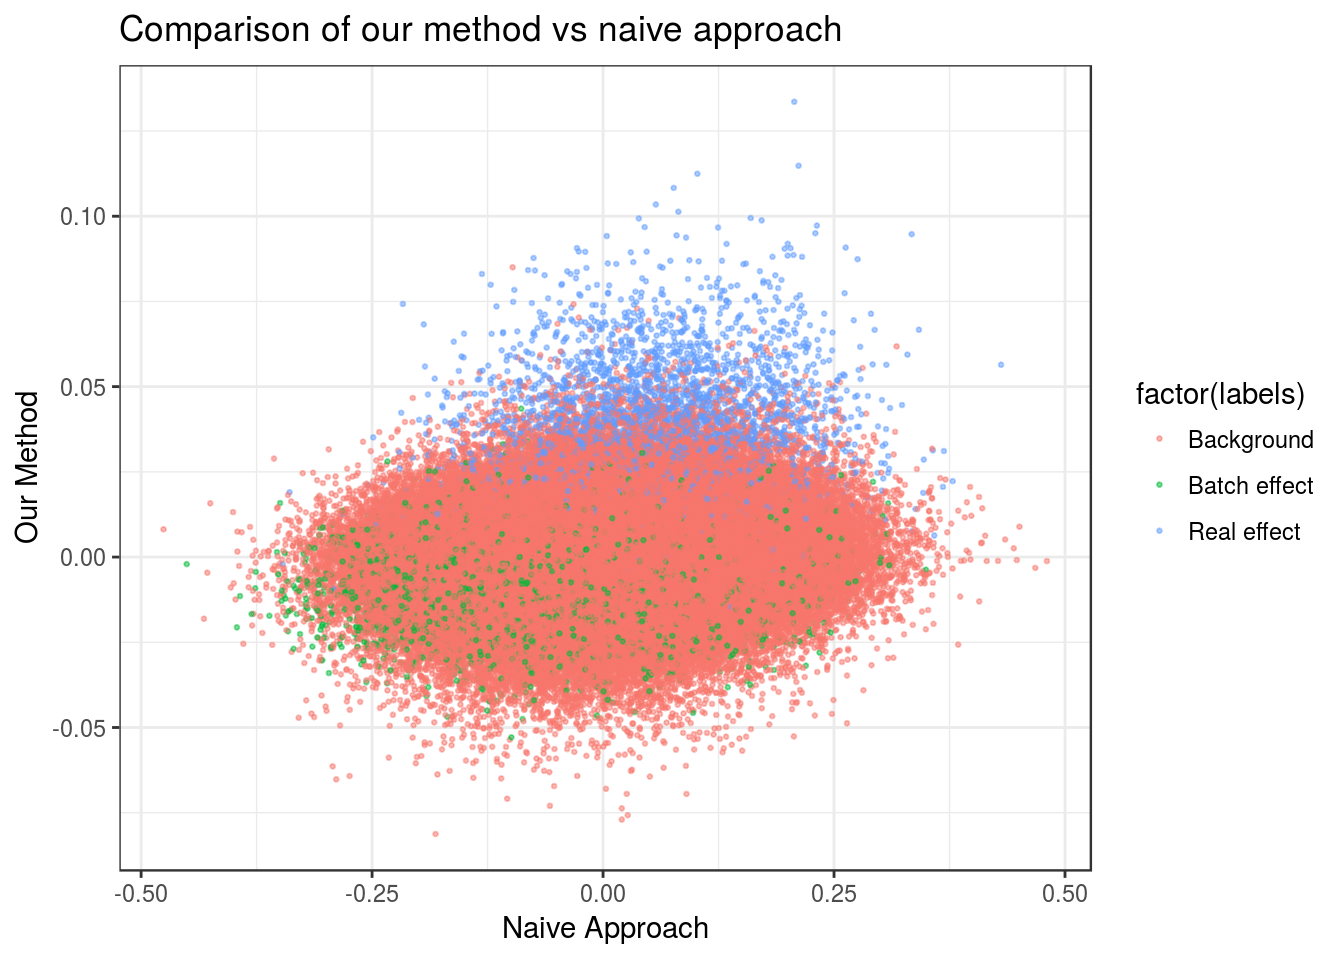 Comparison of our method vs naive approach
0.10
0.05
0.00
-0.05
Our Method
-0.50
-0.25
0.00
0.25
0.50
Naive Approach
factor(labels)
Background
Batch effect
Real effect